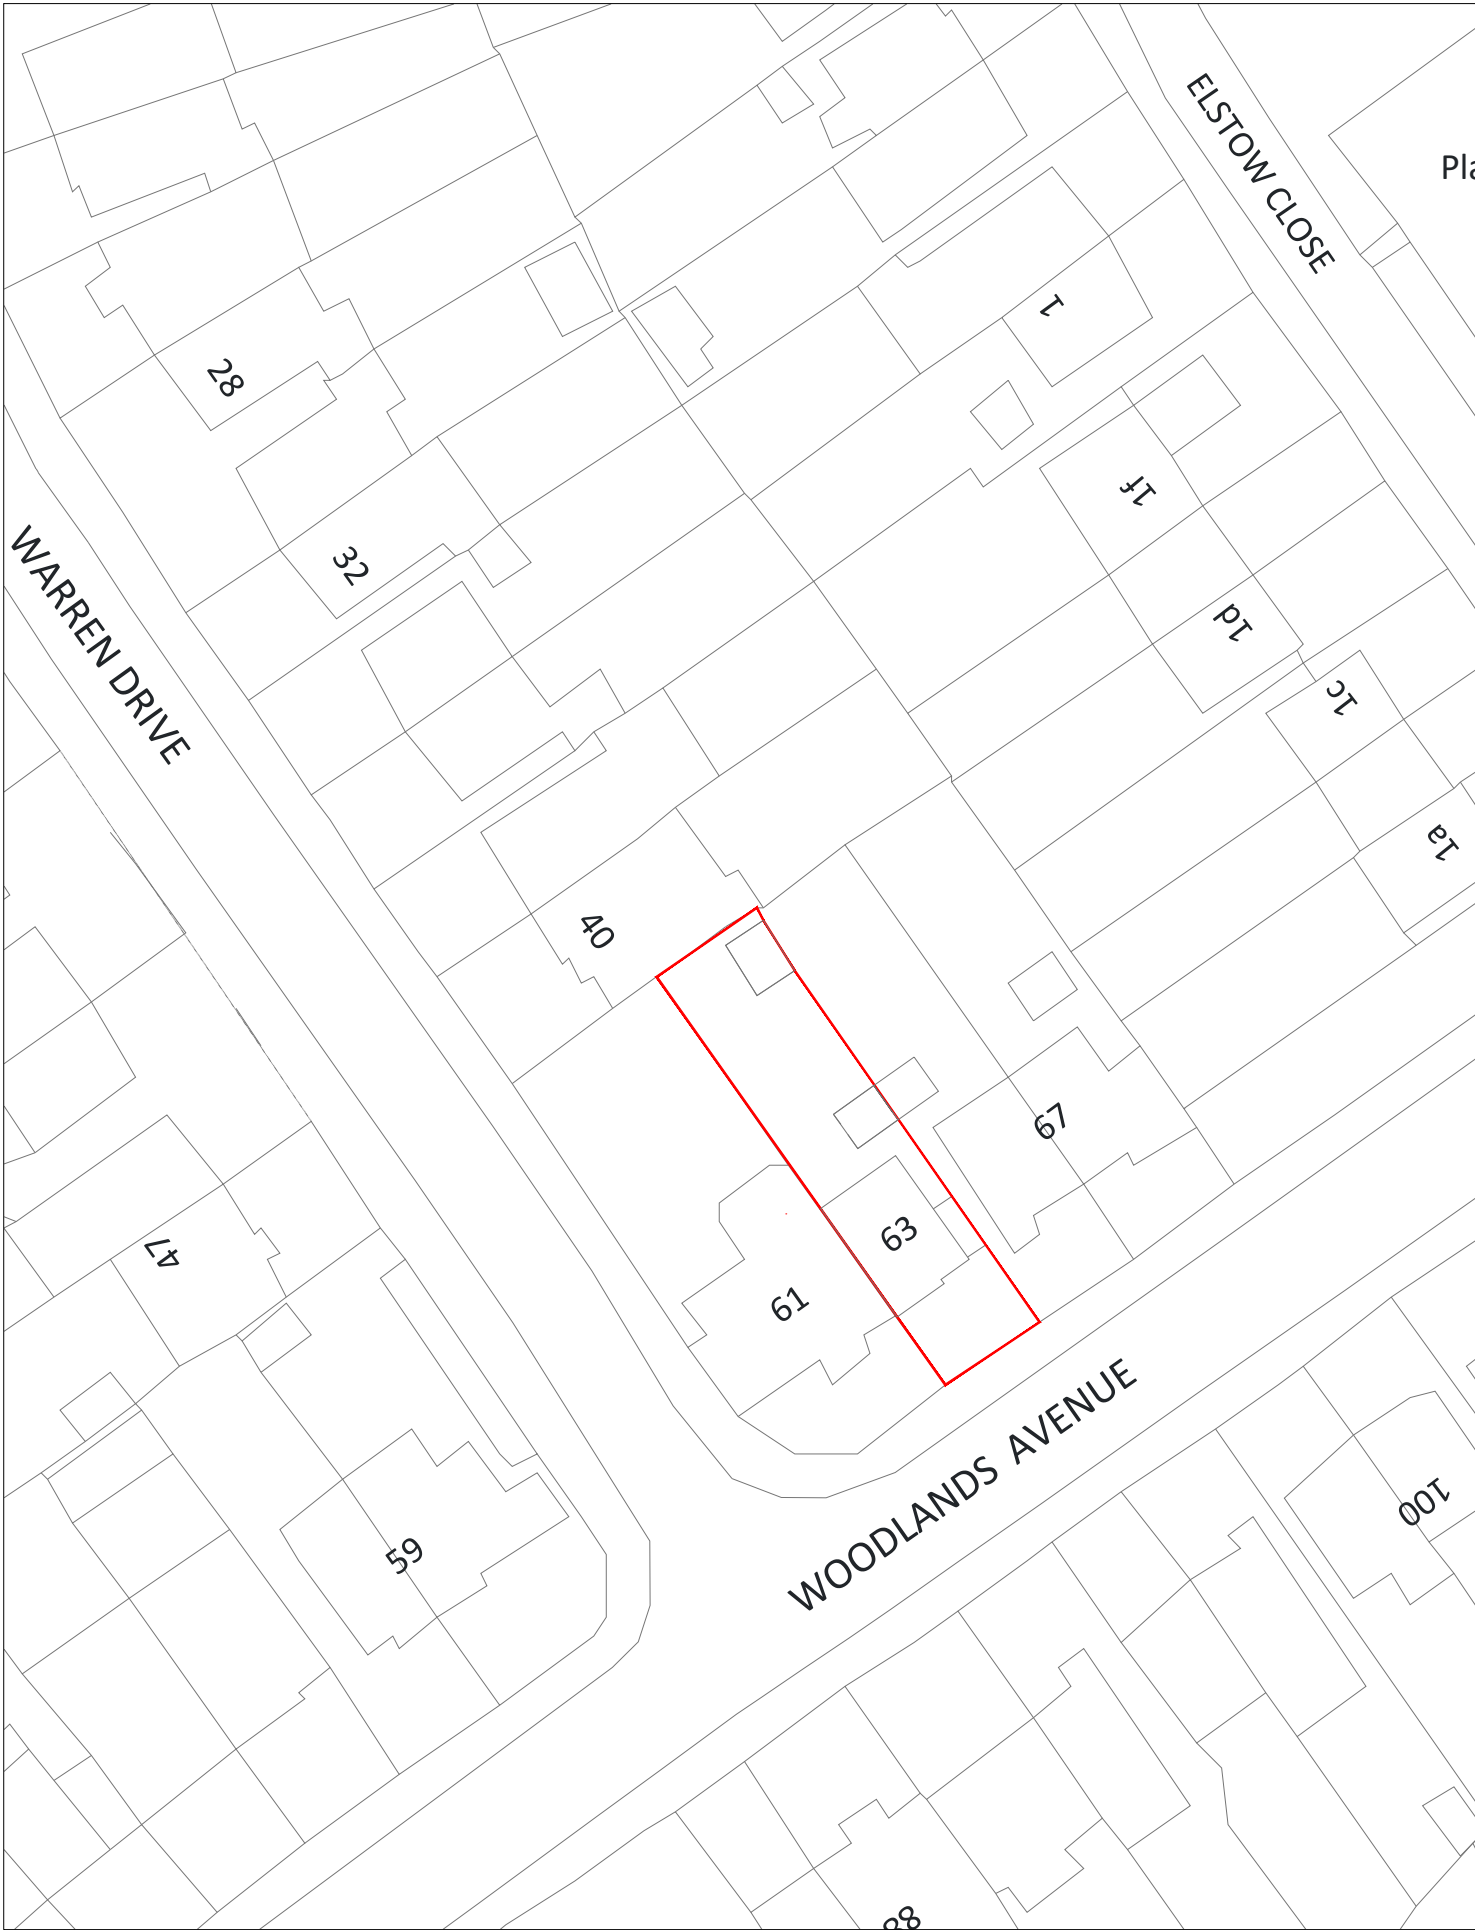 ELSTOW CLOSE
Pla
1
28
1f
32
WARREN DRIVE
1d
1c
1a
40
67
63
47
61
WOODLANDS AVENUE
100
59
88